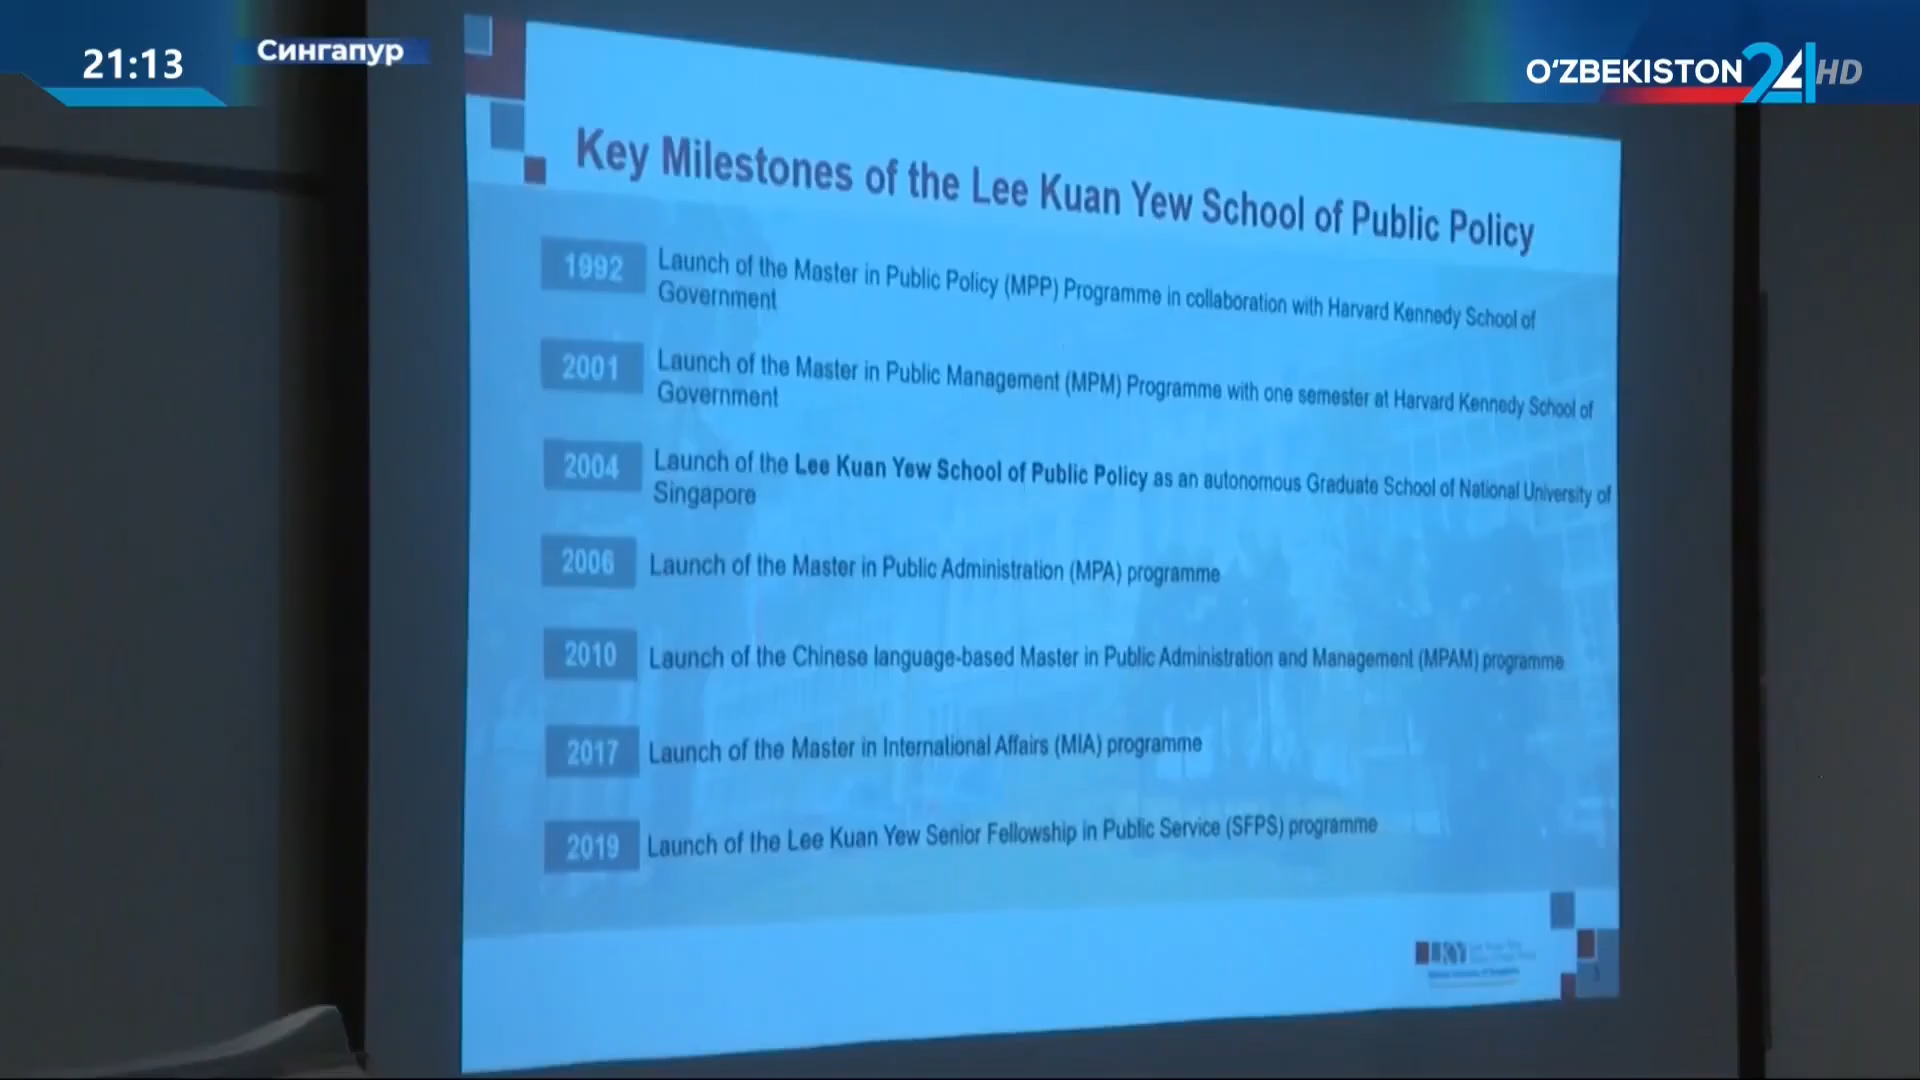 21:13
Сингапур
O‘ZBEKISTON 24 HD
Key Milestones of the Lee Kuan Yew School of Public Policy
1992 Launch of the Master in Public Policy (MPP) Programme in collaboration with Harvard Kennedy School of
Government
2001 Launch of the Master in Public Management (MPM) Programme with one semester at Harvard Kennedy School of
Government
2004 Launch of the Lee Kuan Yew School of Public Policy as an autonomous Graduate School of National University of
Singapore
2006 Launch of the Master in Public Administration (MPA) programme
2010 Launch of the Chinese language-based Master in Public Administration and Management (MPAM) programme
2017 Launch of the Master in International Affairs (MIA) programme
2019 Launch of the Lee Kuan Yew Senior Fellowship in Public Service (SFPS) programme